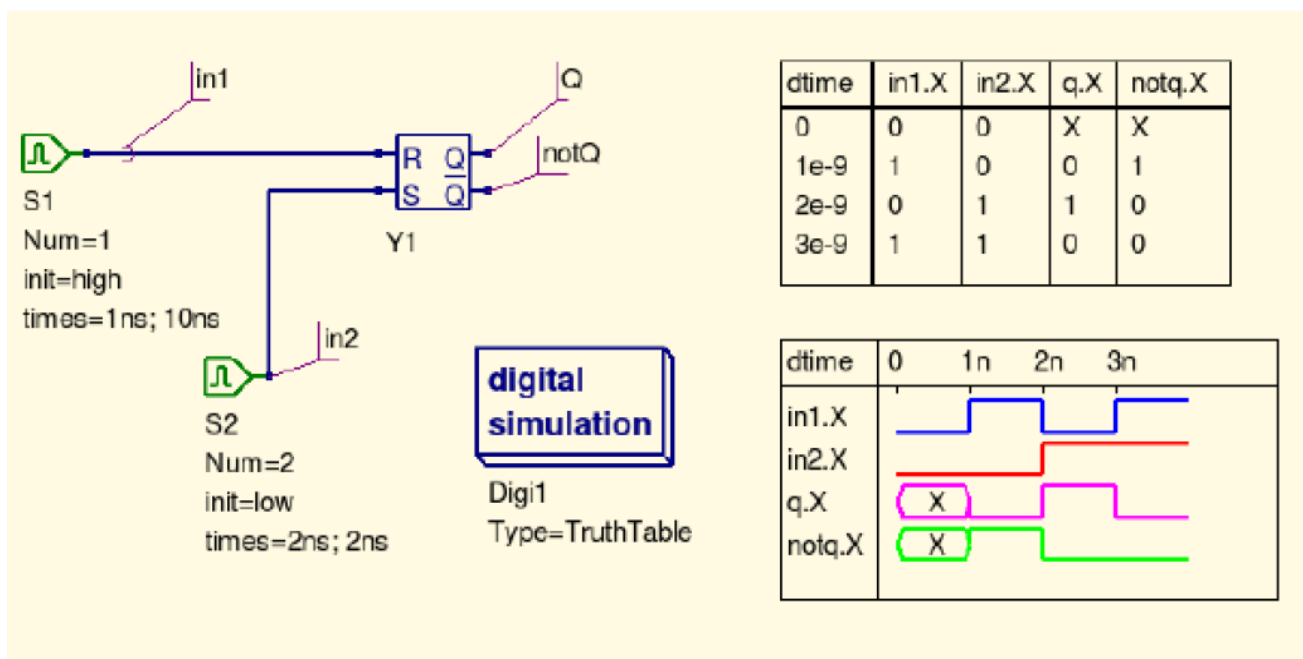 in1
Q
notQ
R Q
S Q
S1
Num=1
init=high
times=1ns; 10ns
Y1
in2
S2
Num=2
init=low
times=2ns; 2ns
digital
simulation
Digi1
Type=TruthTable
dtime in1.X in2.X q.X notq.X
0 0 0 X X
1e-9 1 0 0 1
2e-9 0 1 1 0
3e-9 1 1 0 0
dtime 0 1n 2n 3n
in1.X
in2.X
q.X X
notq.X X